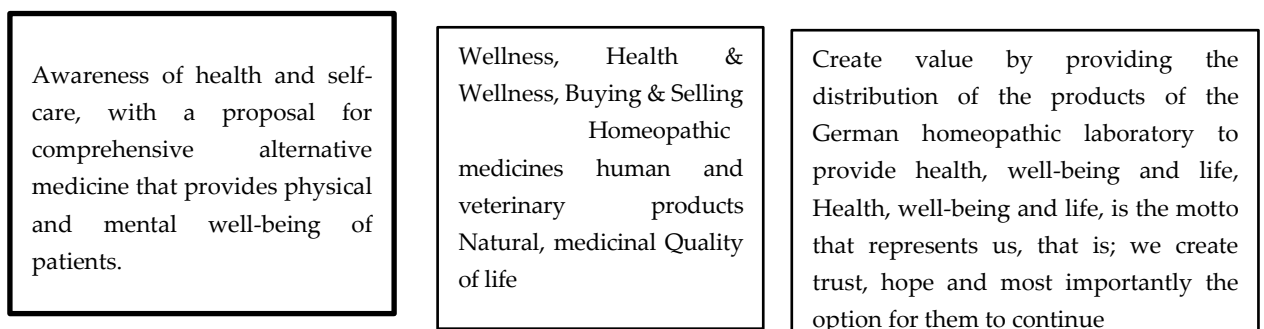 Awareness of health and self-
care, with a proposal for
comprehensive alternative
medicine that provides physical
and mental well-being of
patients.
Wellness, Health &
Wellness, Buying & Selling
Homeopathic
medicines human and
veterinary products
Natural, medicinal Quality
of life
Create value by providing the
distribution of the products of the
German homeopathic laboratory to
provide health, well-being and life,
Health, well-being and life, is the motto
that represents us, that is; we create
trust, hope and most importantly the
option for them to continue